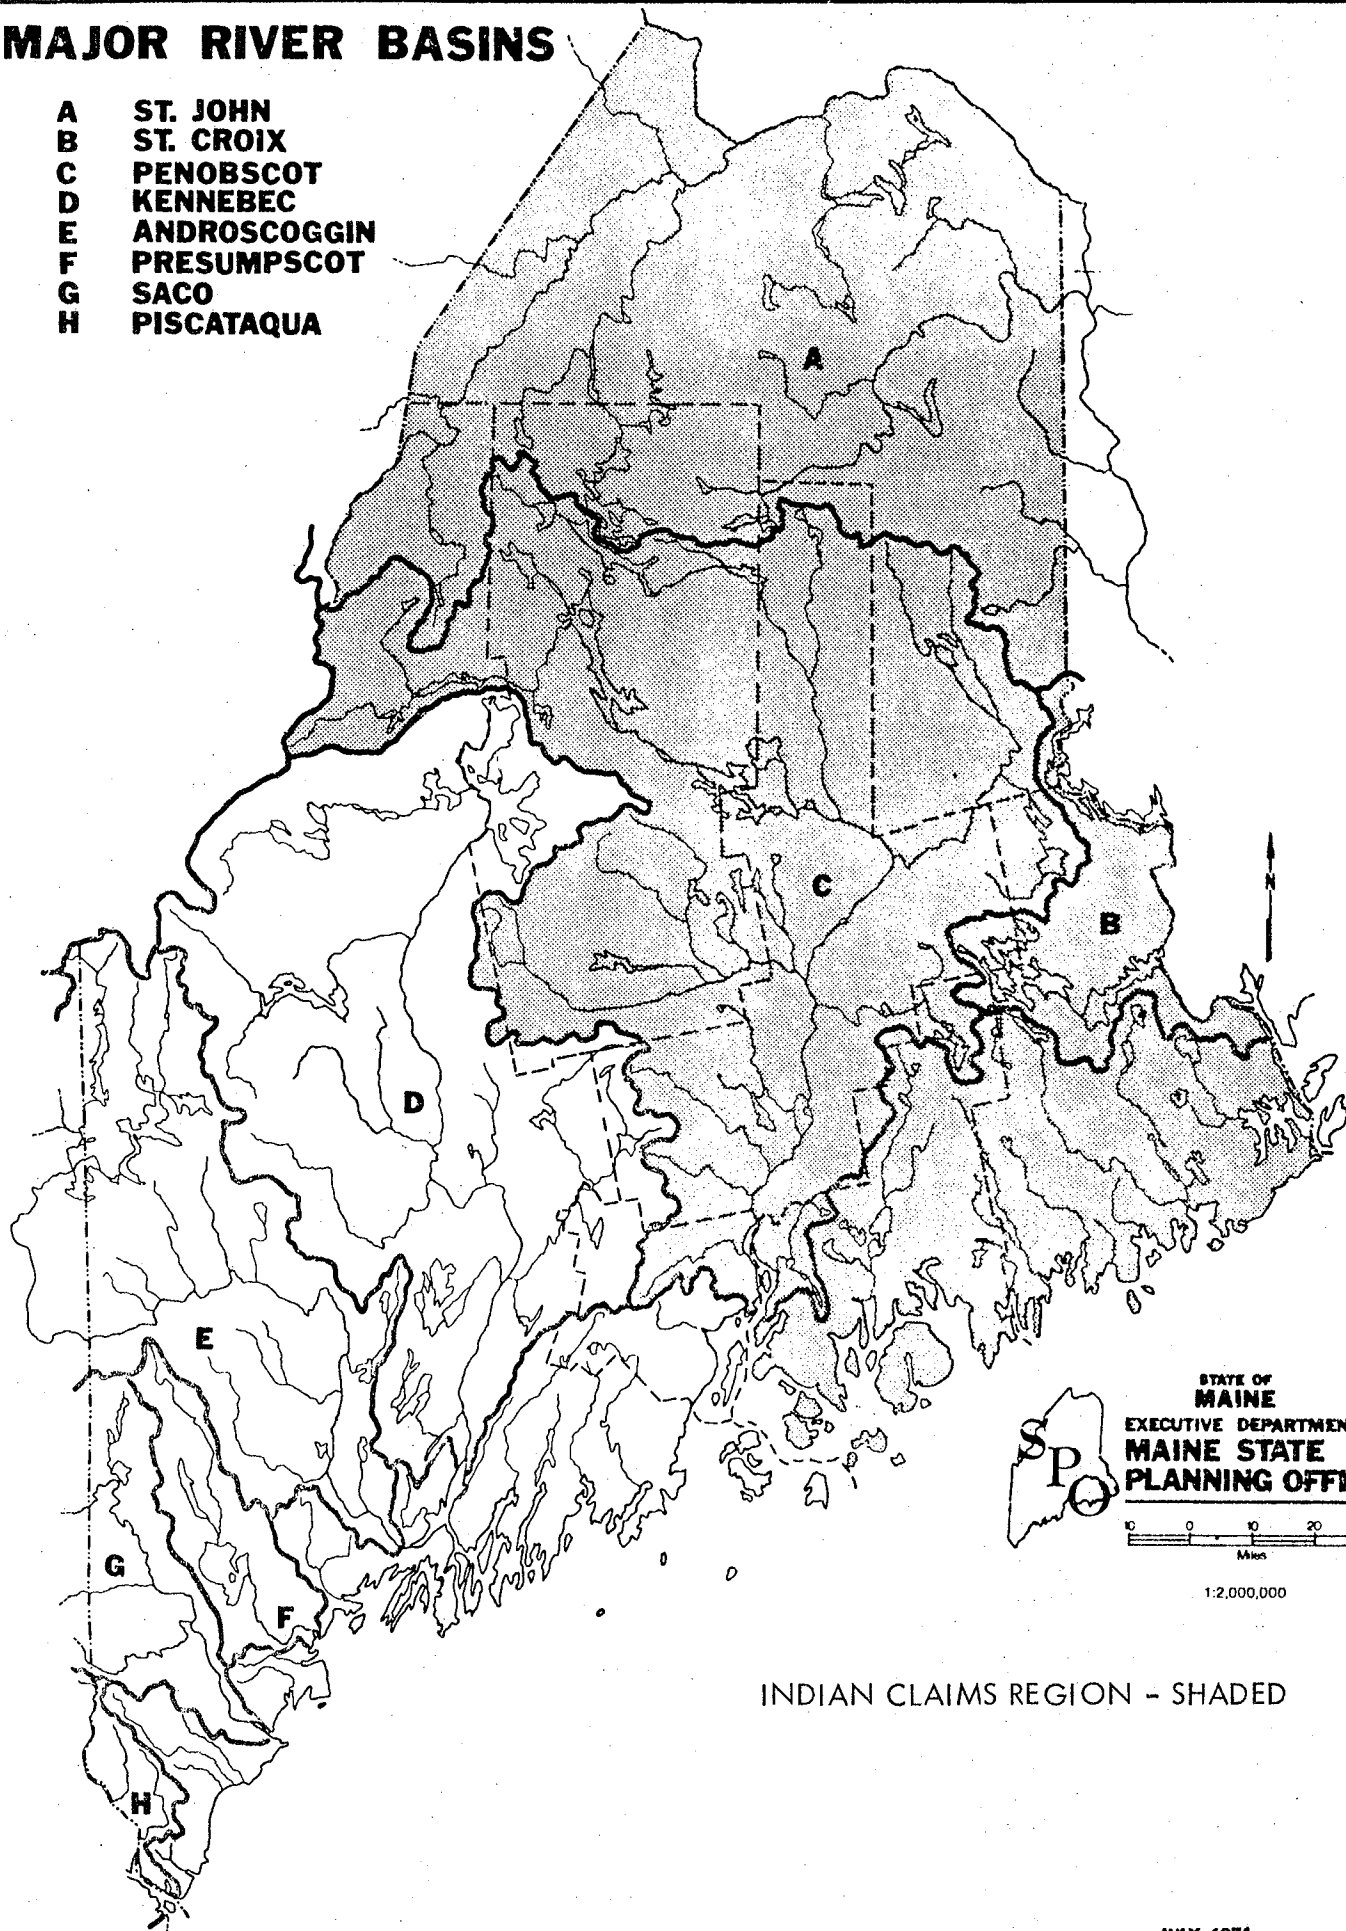 MAJOR RIVER BASINS
A ST. JOHN
B ST. CROIX
C PENOBSCOT
D KENNEBEC
E ANDROSCOGGIN
F PRESUMPSCOT
G SACO
H PISCATAQUA
A
C
B
N
D
E
STATE OF
MAINE
EXECUTIVE DEPARTMEN
MAINE STATE
PLANNING OFFI
SPO
10 0 10 20
Miles
1:2,000,000
G
F
INDIAN CLAIMS REGION - SHADED
H